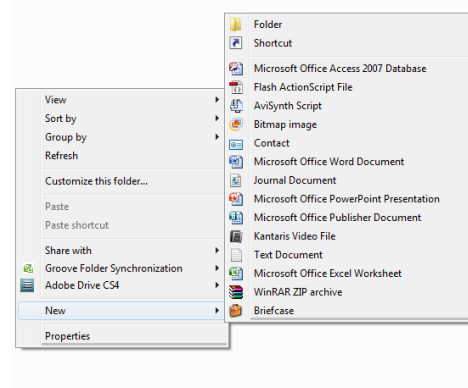 View
Sort by
Group by
Refresh
Customize this folder...
Paste
Paste shortcut
Share with
Groove Folder Synchronization
Adobe Drive CS4
New
Properties
Folder
Shortcut
Microsoft Office Access 2007 Database
Flash ActionScript File
AviSynth Script
Bitmap image
Contact
Microsoft Office Word Document
Journal Document
Microsoft Office PowerPoint Presentation
Microsoft Office Publisher Document
Kantaris Video File
Text Document
Microsoft Office Excel Worksheet
WinRAR ZIP archive
Briefcase